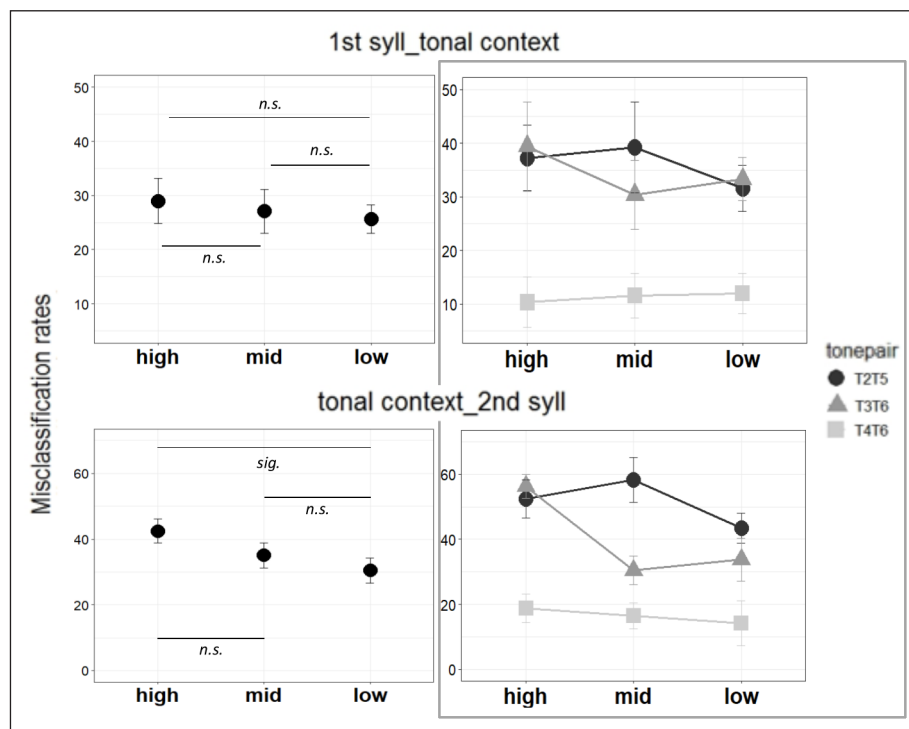 1st syll_tonal context
Misclassification rates
50
40
30
20
10
n.s.
n.s.
n.s.
high mid low
50
40
30
20
10
high mid low
tonepair
T2T5
T3T6
T4T6
tonal context_2nd syll
60
40
20
0
sig.
n.s.
n.s.
high mid low
60
40
20
0
high mid low